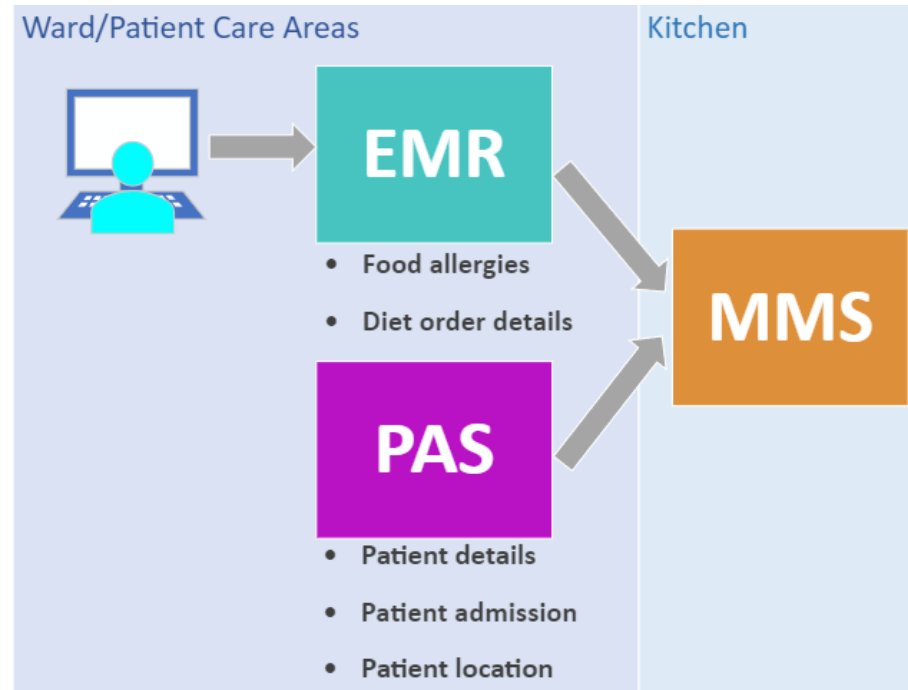 Ward/Patient Care Areas
Kitchen
EMR
• Food allergies
• Diet order details
MMS
PAS
• Patient details
• Patient admission
• Patient location